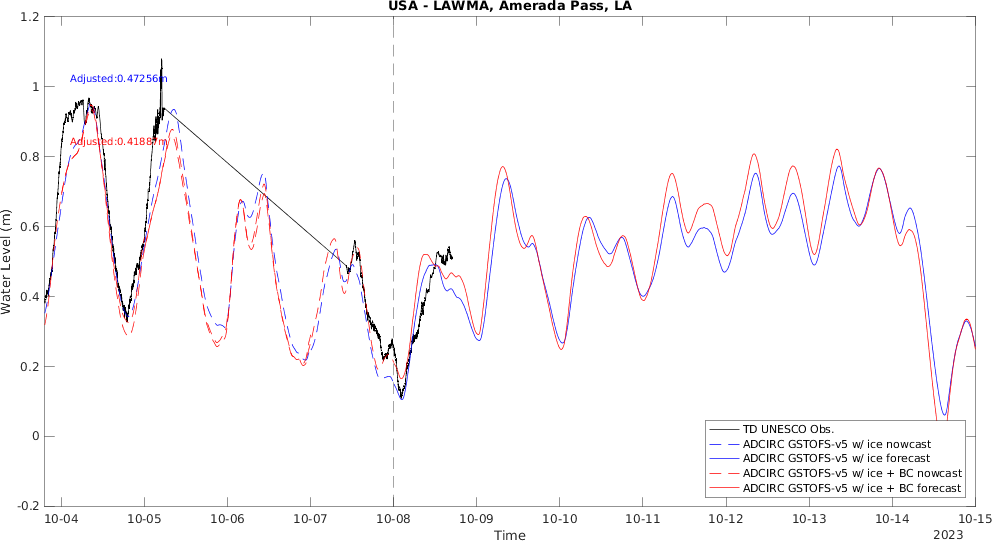 USA - LAWMA, Amerada Pass, LA
1.2
1
0.8
0.6
0.4
0.2
0
-0.2
Water Level (m)
Adjusted:0.47256m
10-04
10-05
10-06
10-07
10-08
10-09
10-10
10-11
10-12
10-13
10-14
10-15
Time
2023
TD UNESCO Obs.
ADCIRC GSTOFS-v5 w/ ice nowcast
ADCIRC GSTOFS-v5 w/ ice forecast
ADCIRC GSTOFS-v5 w/ ice + BC nowcast
ADCIRC GSTOFS-v5 w/ ice + BC forecast